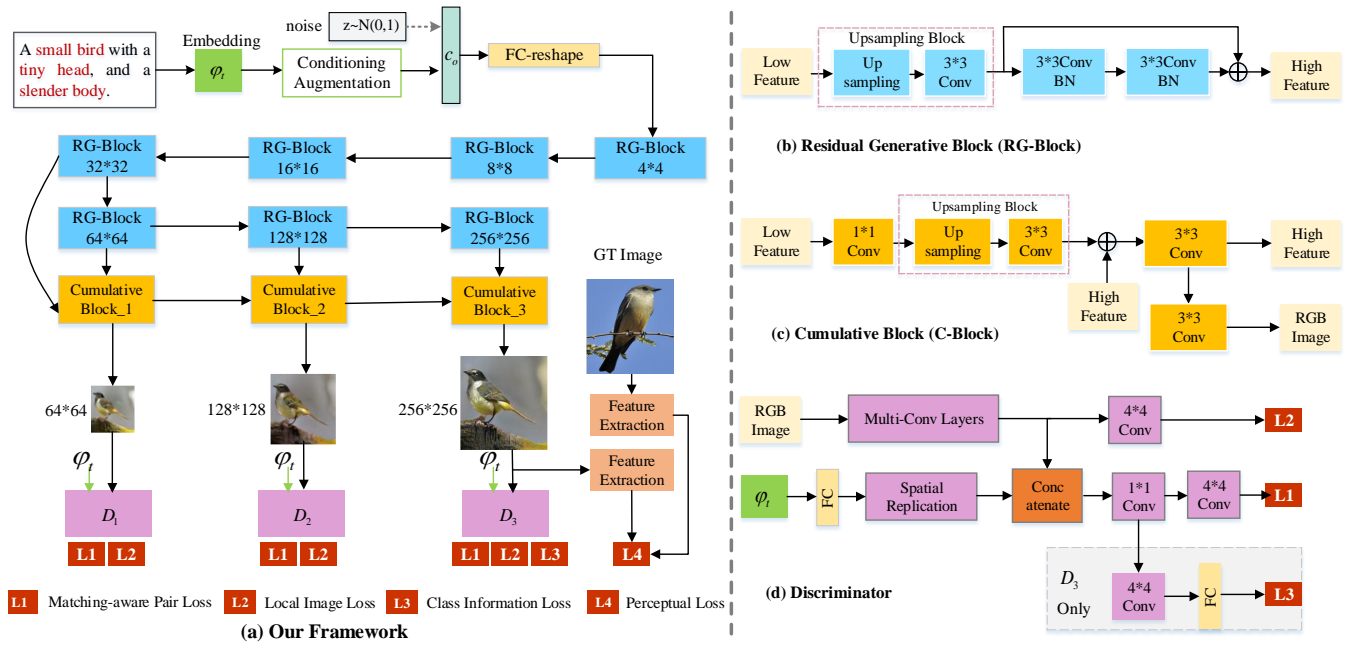 A small bird with a
tiny head, and a
slender body.
Embedding
φt
noise
z~N(0,1)
Conditioning
Augmentation
co
FC-reshape
RG-Block
32*32
RG-Block
16*16
RG-Block
8*8
RG-Block
4*4
RG-Block
64*64
RG-Block
128*128
RG-Block
256*256
Cumulative
Block_1
Cumulative
Block_2
Cumulative
Block_3
GT Image
64*64
128*128
256*256
Feature
Extraction
Feature
Extraction
φt
φt
φt
D1
D2
D3
L1 L2
L1 L2
L1 L2 L3
L4
L1 Matching-aware Pair Loss
L2 Local Image Loss
L3 Class Information Loss
L4 Perceptual Loss
(a) Our Framework
Low
Feature
Upsampling Block
Up
sampling
3*3
Conv
3*3Conv
BN
3*3Conv
BN
High
Feature
(b) Residual Generative Block (RG-Block)
Low
Feature
1*1
Conv
Upsampling Block
Up
sampling
3*3
Conv
High
Feature
3*3
Conv
High
Feature
3*3
Conv
RGB
Image
(c) Cumulative Block (C-Block)
RGB
Image
Multi-Conv Layers
4*4
Conv
L2
φt
FC
Spatial
Replication
Conc
atenate
1*1
Conv
4*4
Conv
L1
D3
Only
4*4
Conv
FC
L3
(d) Discriminator